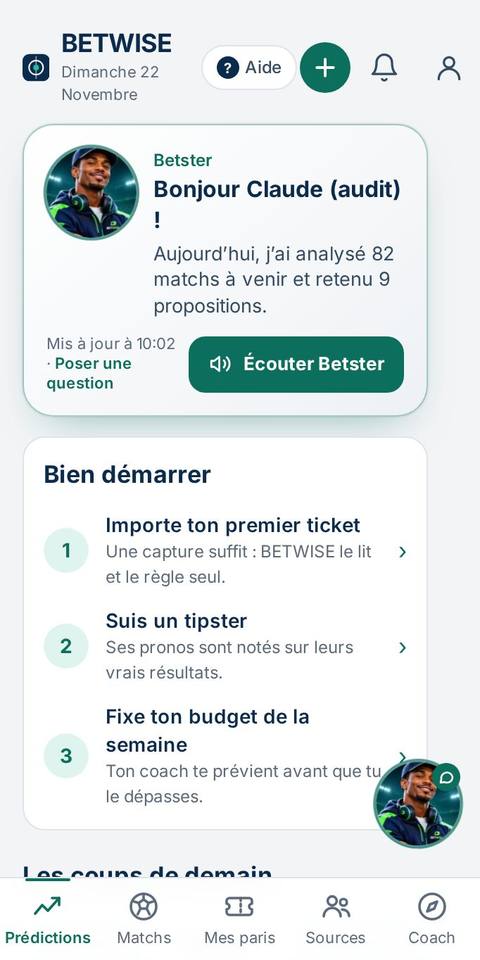 BETWISE
Dimanche 22
Novembre
? Aide
Betster
Bonjour Claude (audit)
!
Aujourd’hui, j’ai analysé 82
matchs à venir et retenu 9
propositions.
Mis à jour à 10:02
· Poser une
question
Écouter Betster
Bien démarrer
1
Importe ton premier ticket
Une capture suffit : BETWISE le lit
et le règle seul.
2
Suis un tipster
Ses pronos sont notés sur leurs
vrais résultats.
3
Fixe ton budget de la
semaine
Ton coach te prévient avant que tu
le dépasses.
Les coups de demain
Prédictions
Matchs
Mes paris
Sources
Coach